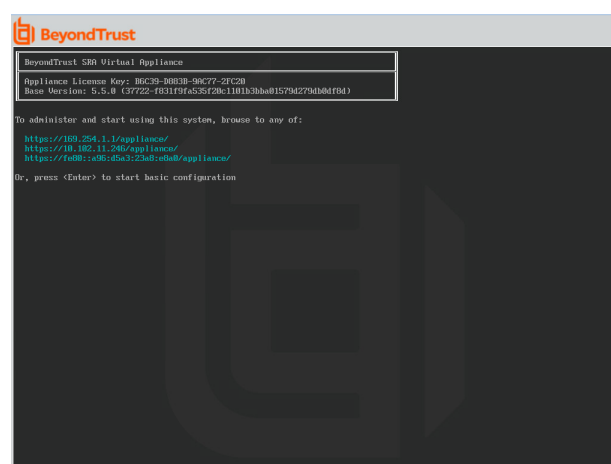 BeyondTrust
BeyondTrust SRA Virtual Appliance
Appliance License Key: B6C39-D883B-9AC77-2FC20
Base Version: 5.5.0 (37722-f831f9fa535f20c1101b3bba01579d279db0df8d)
To administer and start using this system, browse to any of:
https://169.254.1.1/appliance/
https://10.102.11.246/appliance/
https://fe80::a96:d5a3:23a8:e8a0/appliance/
Or, press <Enter> to start basic configuration